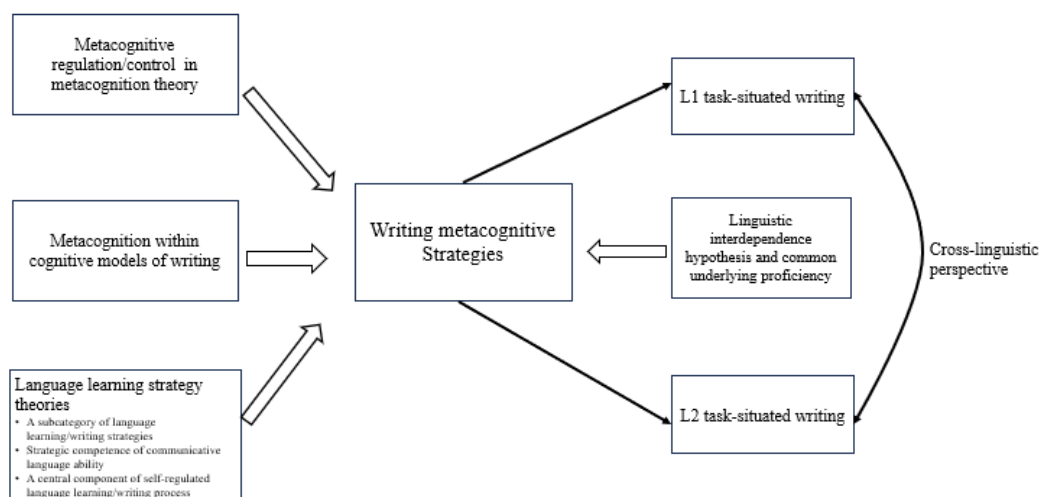 Metacognitive
regulation/control in
metacognition theory
L1 task-situated writing
Metacognition within
cognitive models of writing
Writing metacognitive
Strategies
Linguistic
interdependence
hypothesis and common
underlying proficiency
Cross-linguistic
perspective
Language learning strategy
theories
• A subcategory of language
learning/writing strategies
• Strategic competence of communicative
language ability
• A central component of self-regulated
language learning/writing process
L2 task-situated writing